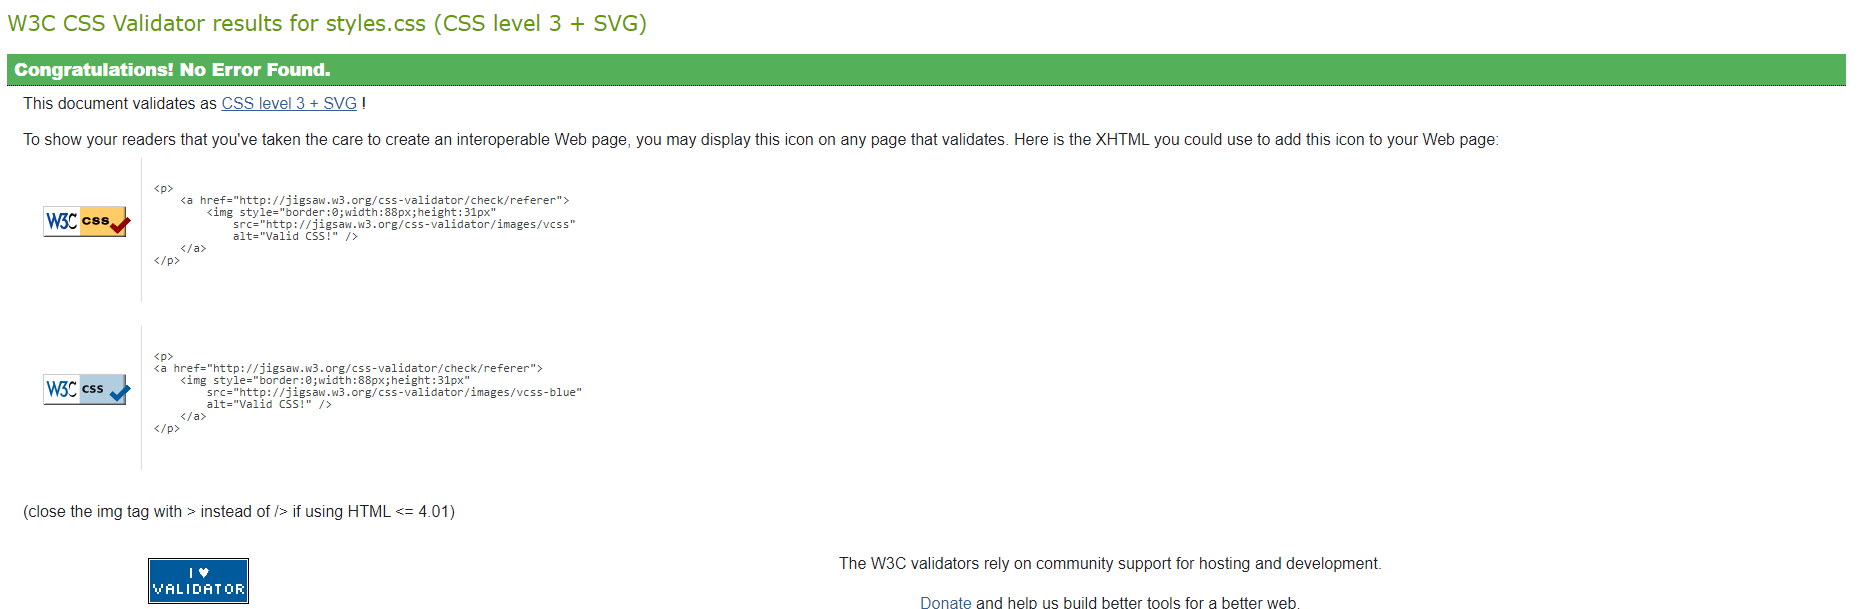 W3C CSS Validator results for styles.css (CSS level 3 + SVG)
Congratulations! No Error Found.
This document validates as CSS level 3 + SVG !
To show your readers that you've taken the care to create an interoperable Web page, you may display this icon on any page that validates. Here is the XHTML you could use to add this icon to your Web page:
W3C css
<p>
    <a href="http://jigsaw.w3.org/css-validator/check/referer">
        <img style="border:0;width:88px;height:31px"
            src="http://jigsaw.w3.org/css-validator/images/vcss"
            alt="Valid CSS!" />
    </a>
</p>
W3C css
<p>
<a href="http://jigsaw.w3.org/css-validator/check/referer">
    <img style="border:0;width:88px;height:31px"
        src="http://jigsaw.w3.org/css-validator/images/vcss-blue"
        alt="Valid CSS!" />
    </a>
</p>
(close the img tag with > instead of /> if using HTML <= 4.01)
I ♥
VALIDATOR
The W3C validators rely on community support for hosting and development.
Donate and help us build better tools for a better web.